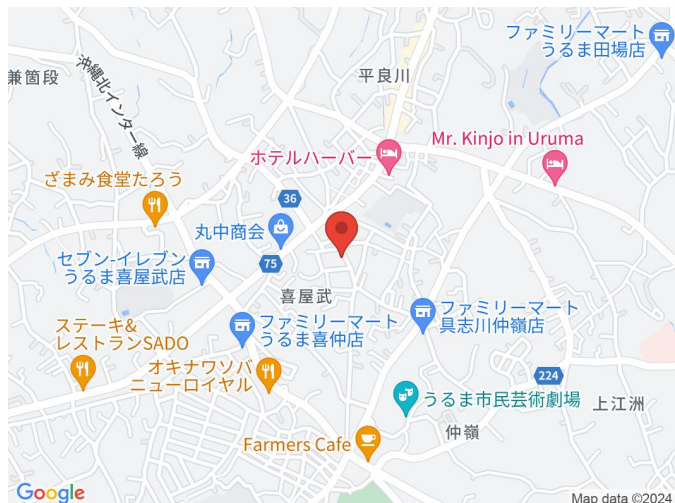 ファミリーマート
うるま田場店
兼箇段
平良川
沖縄北インター線
ホテルハーバー
Mr. Kinjo in Uruma
ざまみ食堂たろう
36
丸中商会
セブン-イレブン
うるま喜屋武店
75
喜屋武
ファミリーマート
うるま喜仲店
ファミリーマート
具志川仲嶺店
ステーキ&
レストランSADO
オキナワソバ
ニューロイヤル
224
うるま市民芸術劇場
上江洲
仲嶺
Farmers Cafe
Google
Map data ©2024